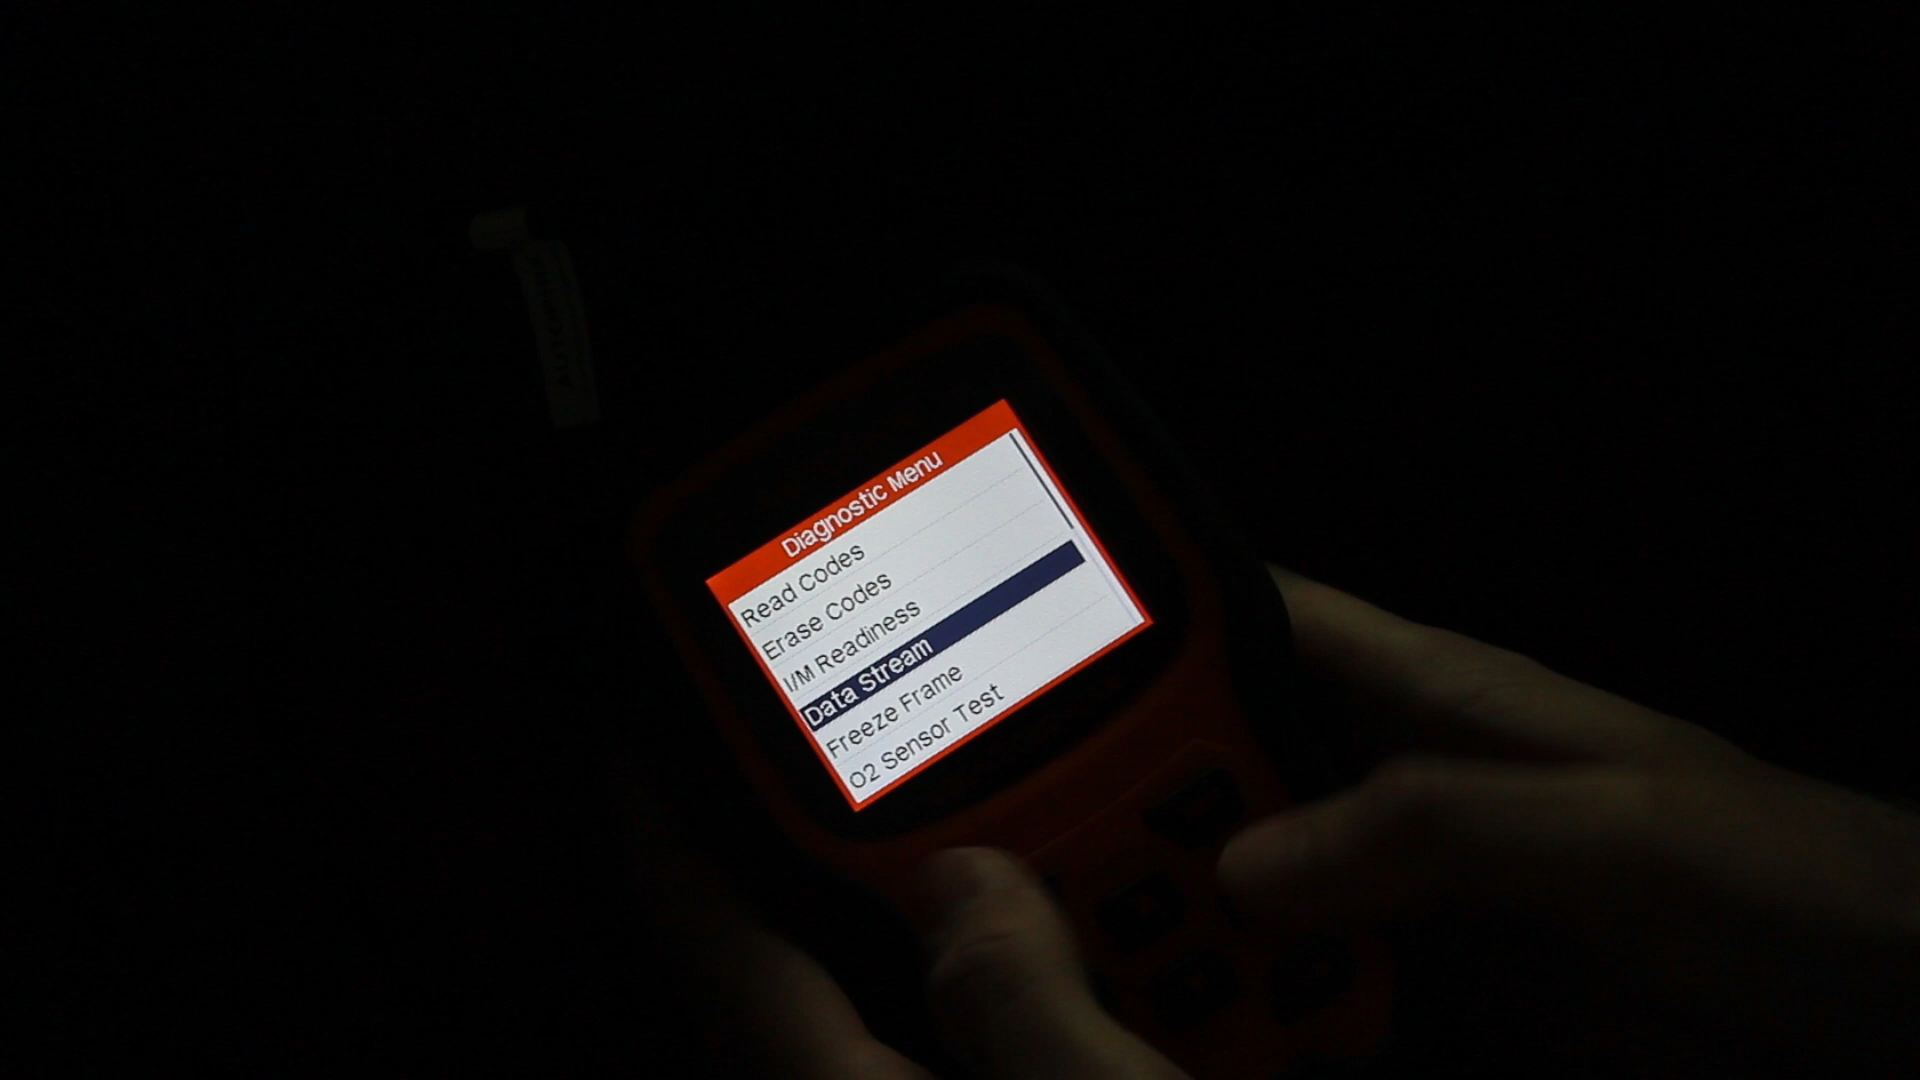 Diagnostic Menu
Read Codes
Erase Codes
I/M Readiness
Data Stream
Freeze Frame
O2 Sensor Test